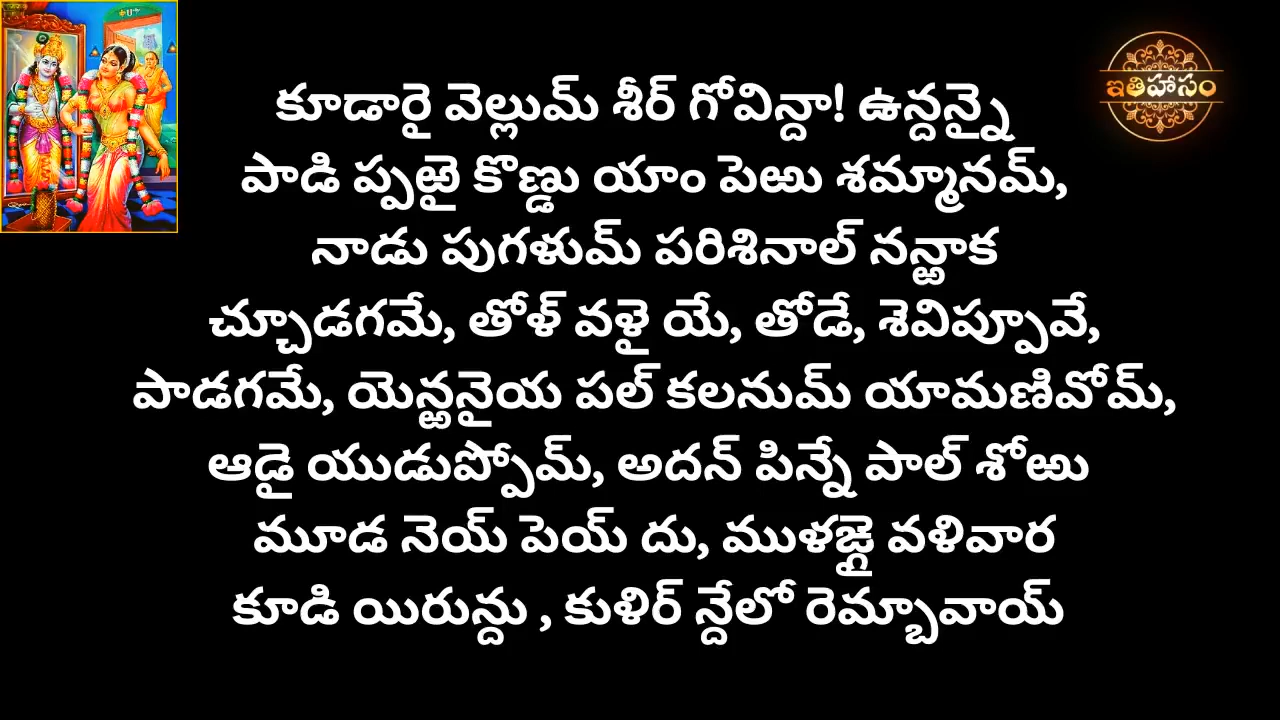 ఇతిహాసం
కూడారై వెల్లుమ్ శీర్ గోవిన్దా! ఉన్దన్నై
పాడి ప్పఱై కొణ్డు యాం పెఱు శమ్మానమ్,
నాడు పుగళుమ్ పరిశినాల్ నన్ఱాక
చ్చూడగమే, తోళ్ వళై యే, తోడే, శెవిప్పూవే,
పాడగమే, యెన్ఱనైయ పల్ కలనుమ్ యామణివోమ్,
ఆడై యుడుప్పోమ్, అదన్ పిన్నే పాల్ శోఱు
మూడ నెయ్ పెయ్ దు, ముళఙ్గై వళివార
కూడి యిరున్దు , కుళిర్ న్దేలో రెమ్బావాయ్